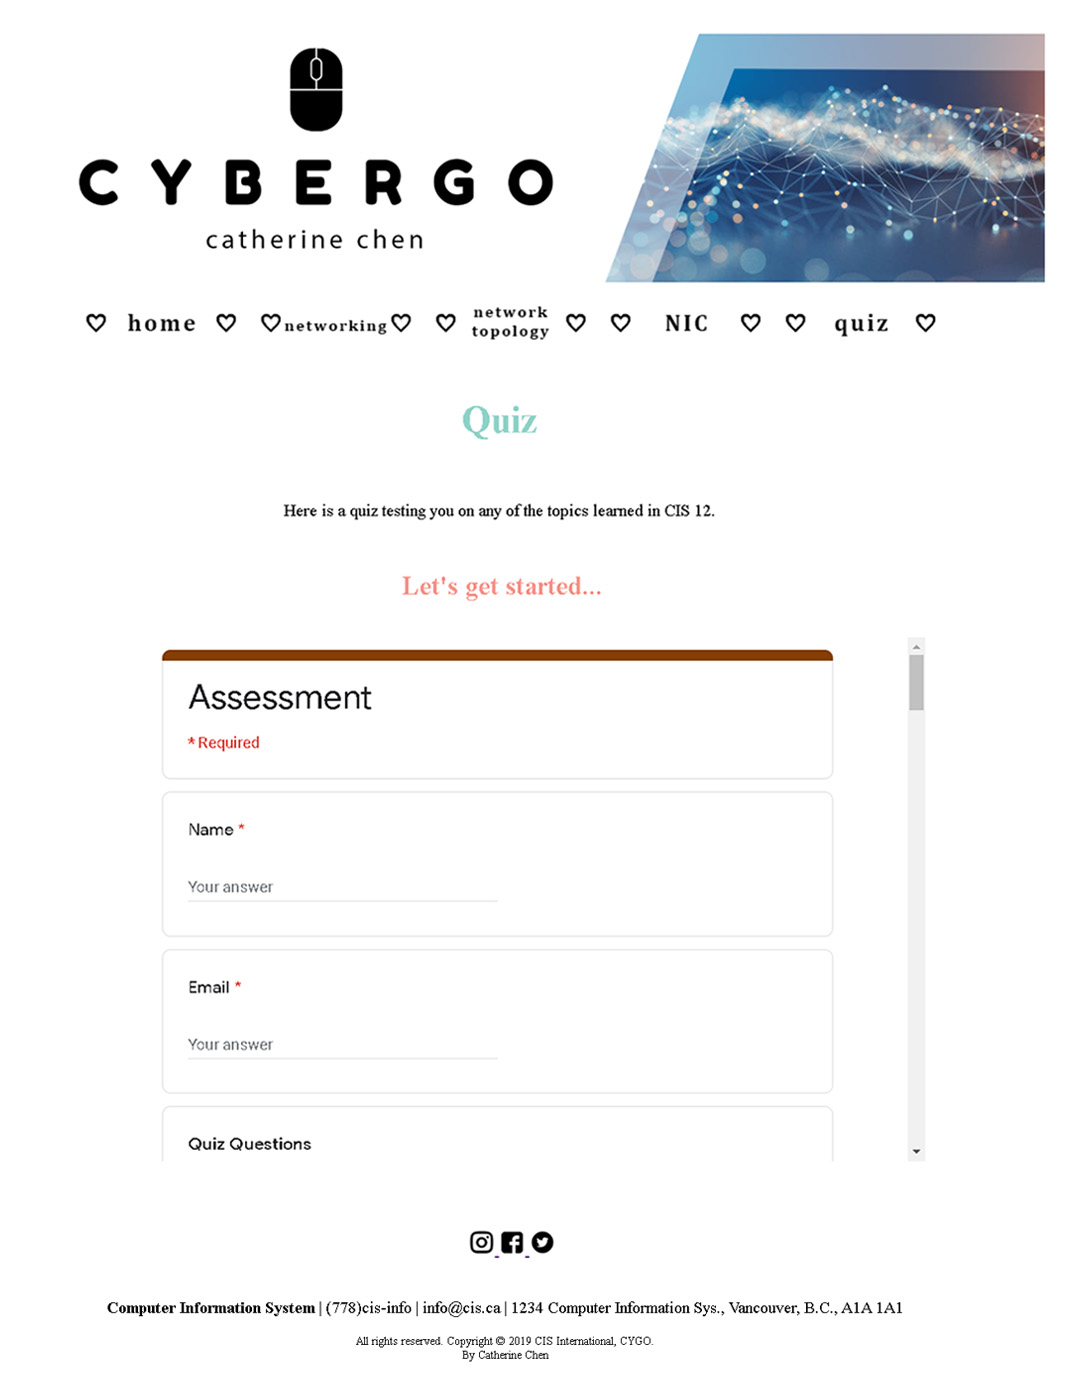 CYBERGO
catherine chen
home
networking
network
topology
NIC
quiz
Quiz
Here is a quiz testing you on any of the topics learned in CIS 12.
Let's get started...
Assessment
* Required
Name *
Your answer
Email *
Your answer
Quiz Questions
Computer Information System | (778)cis-info | info@cis.ca | 1234 Computer Information Sys., Vancouver, B.C., A1A 1A1
All rights reserved. Copyright © 2019 CIS International, CYGO.
By Catherine Chen